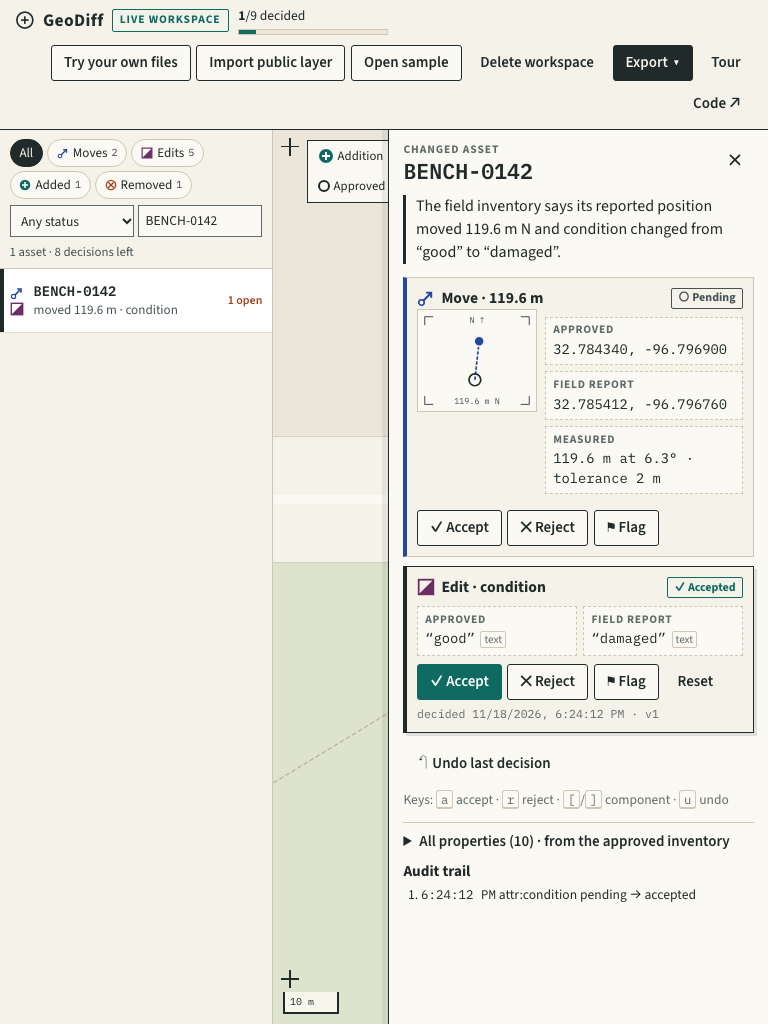 GeoDiff LIVE WORKSPACE 1/9 decided
Try your own files Import public layer Open sample Delete workspace Export ▾ Tour
Code ↗
All Moves 2 Edits 5
Added 1 Removed 1
Any status BENCH-0142
1 asset · 8 decisions left
BENCH-0142
moved 119.6 m · condition
1 open
Addition
Approved
10 m
CHANGED ASSET
BENCH-0142
The field inventory says its reported position
moved 119.6 m N and condition changed from
“good” to “damaged”.
Move · 119.6 m Pending
N ↑
119.6 m N
APPROVED
32.784340, -96.796900
FIELD REPORT
32.785412, -96.796760
MEASURED
119.6 m at 6.3° ·
tolerance 2 m
✓ Accept ✕ Reject ⚑ Flag
Edit · condition ✓ Accepted
APPROVED
“good” text
FIELD REPORT
“damaged” text
✓ Accept ✕ Reject ⚑ Flag Reset
decided 11/18/2026, 6:24:12 PM · v1
Undo last decision
Keys: a accept · r reject · [/] component · u undo
▶ All properties (10) · from the approved inventory
Audit trail
1. 6:24:12 PM attr:condition pending → accepted